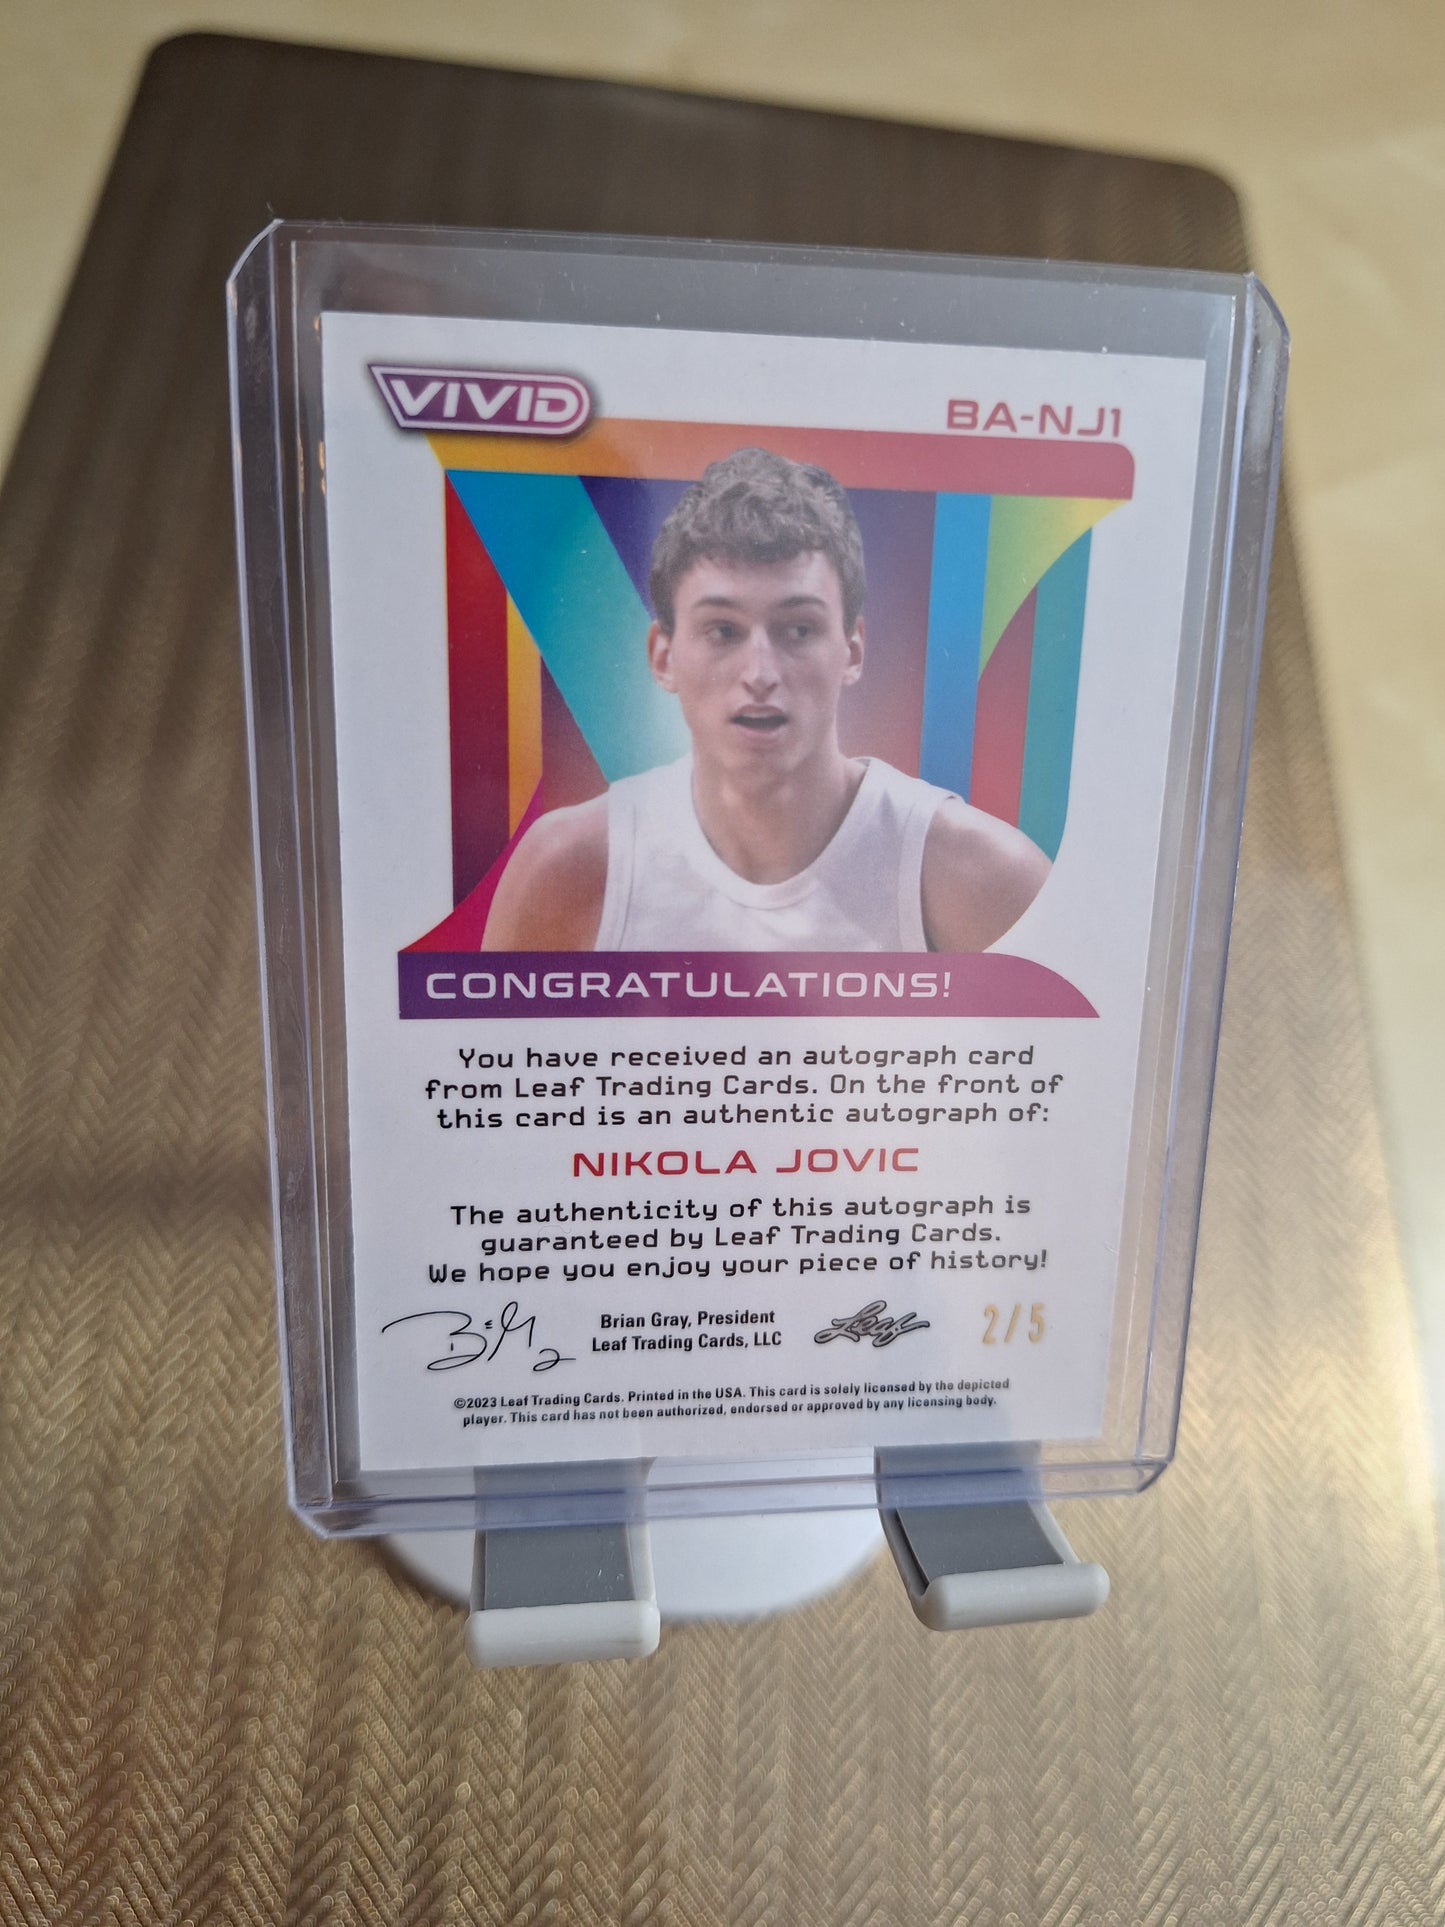 VIVID
BA-NJ1
CONGRATULATIONS!
You have received an autograph card
from Leaf Trading Cards. On the front of
this card is an authentic autograph of:
NIKOLA JOVIC
The authenticity of this autograph is
guaranteed by Leaf Trading Cards.
We hope you enjoy your piece of history!
Brian Gray, President
Leaf Trading Cards, LLC
Leaf
2/5
©2023 Leaf Trading Cards. Printed in the USA. This card is solely licensed by the depicted
player. This card has not been authorized, endorsed or approved by any licensing body.